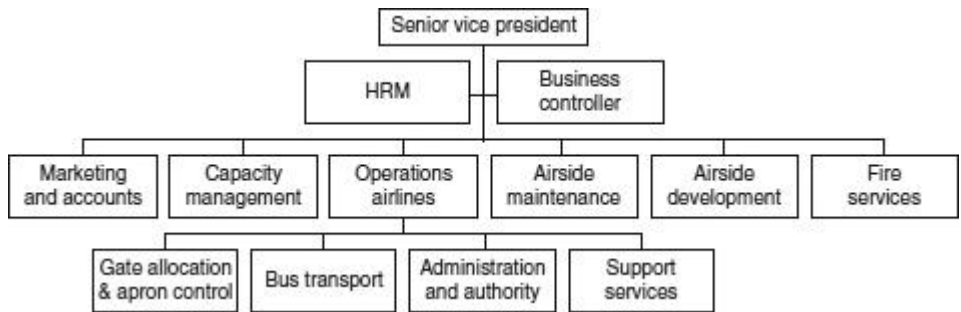 Senior vice president
HRM
Business
controller
Marketing
and accounts
Capacity
management
Operations
airlines
Airside
maintenance
Airside
development
Fire
services
Gate allocation
& apron control
Bus transport
Administration
and authority
Support
services